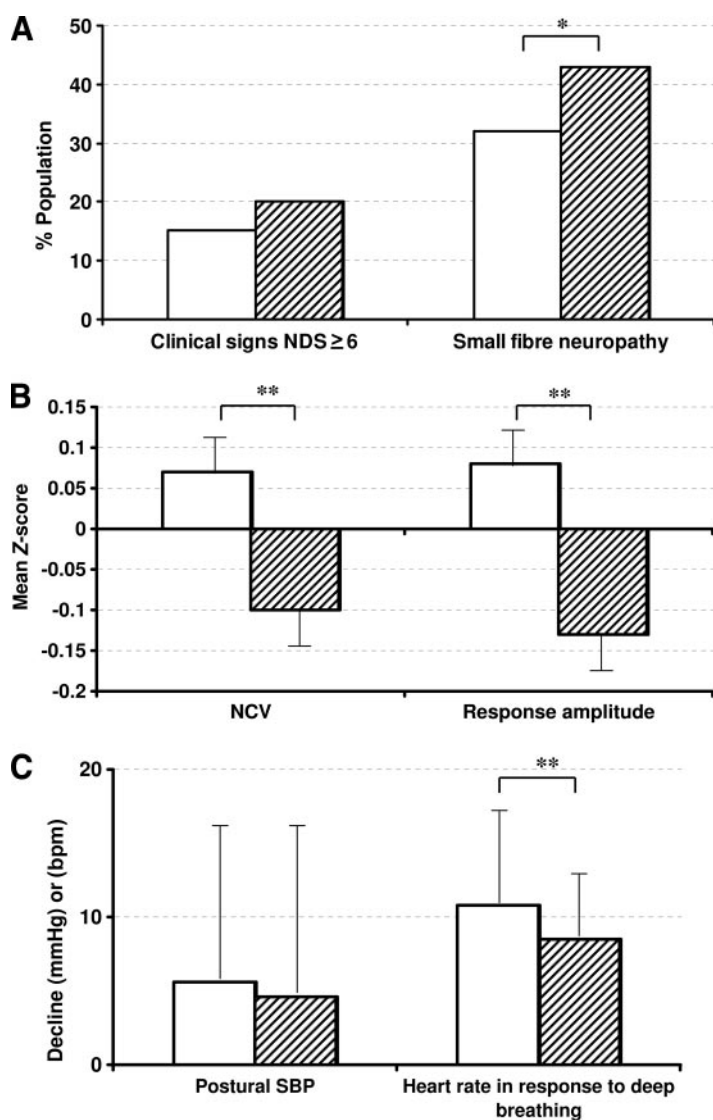 A
50
*
40
30
20
10
0
% Population
Clinical signs NDS ≥ 6
Small fibre neuropathy
B
0.15
**
**
0.1
0.05
0
-0.05
-0.1
-0.15
-0.2
Mean Z-score
NCV
Response amplitude
C
20
**
10
0
Decline (mmHg) or (bpm)
Postural SBP
Heart rate in response to deep
breathing